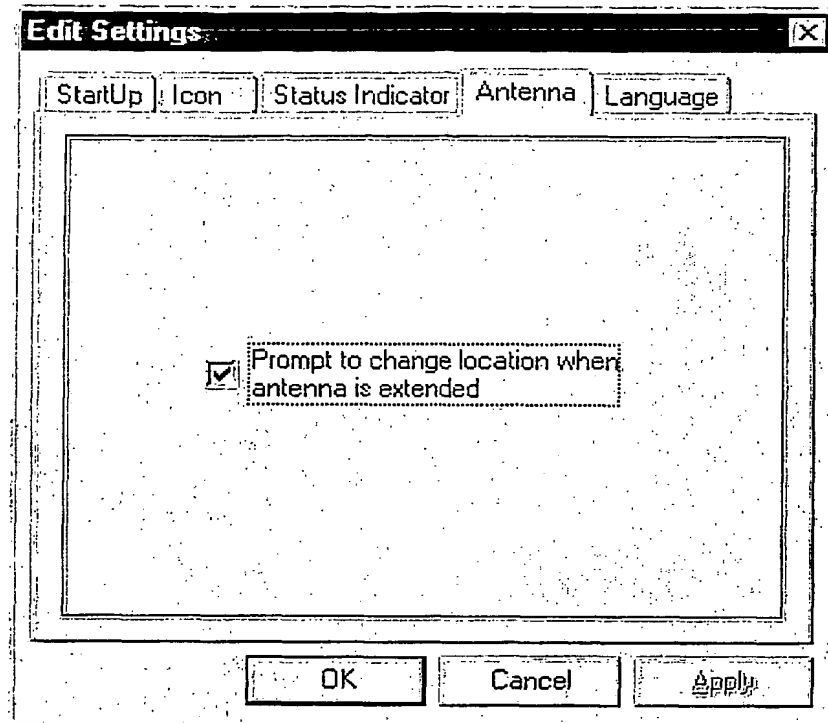 Edit Settings
StartUp Icon Status Indicator Antenna Language
Prompt to change location when
antenna is extended
OK Cancel Apply